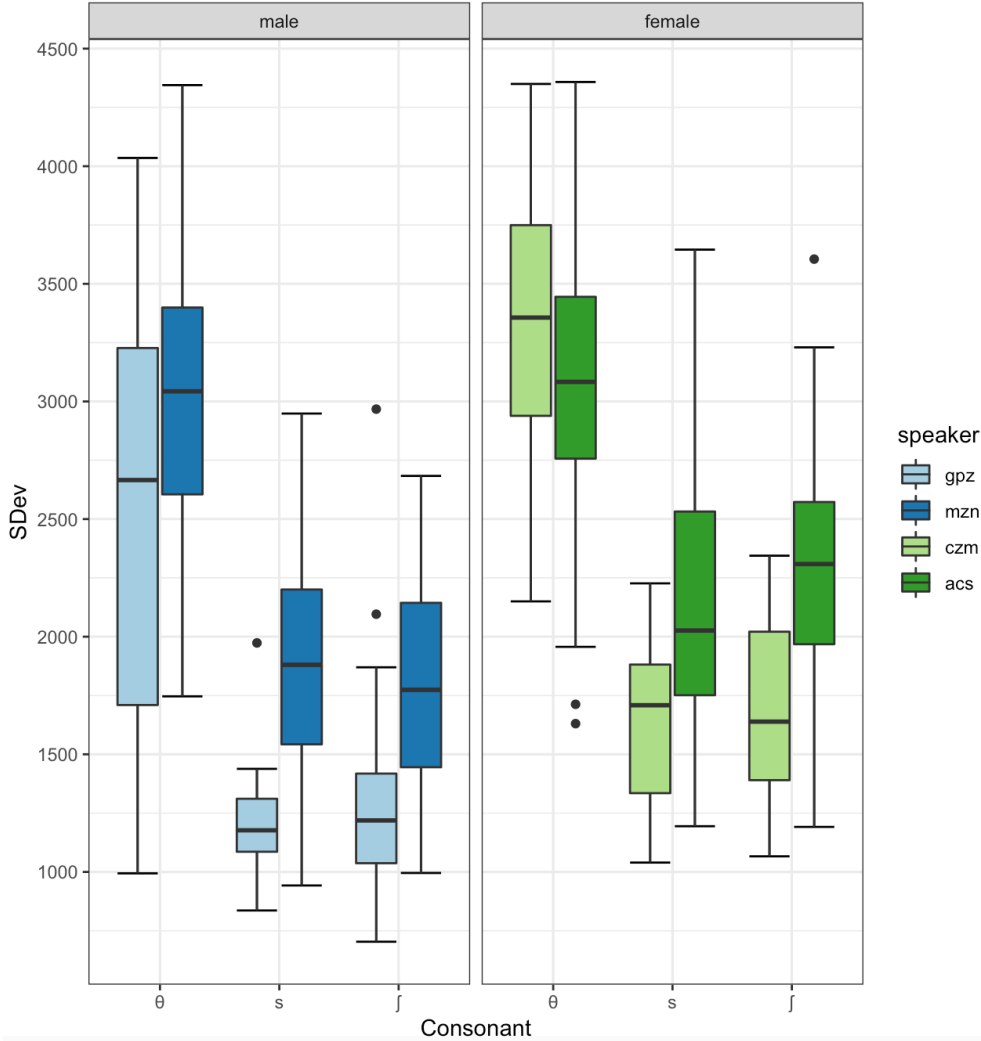 male
female
4500
4000
3500
3000
2500
2000
1500
1000
SDev
θ
s
ʃ
θ
s
ʃ
Consonant
speaker
gpz
mzn
czm
acs